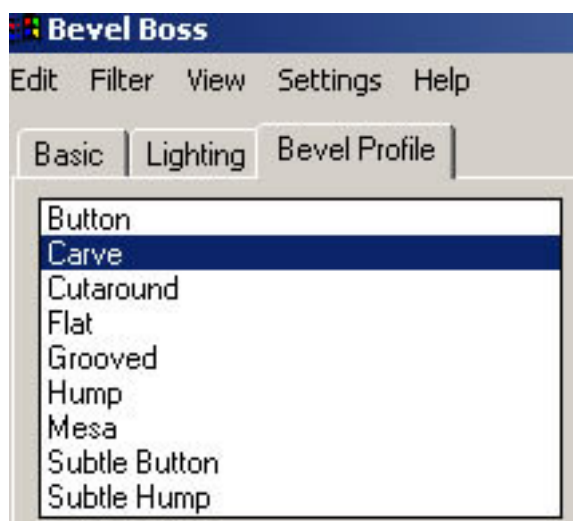 Bevel Boss
Edit Filter View Settings Help
Basic Lighting Bevel Profile
Button
Carve
Cutaround
Flat
Grooved
Hump
Mesa
Subtle Button
Subtle Hump